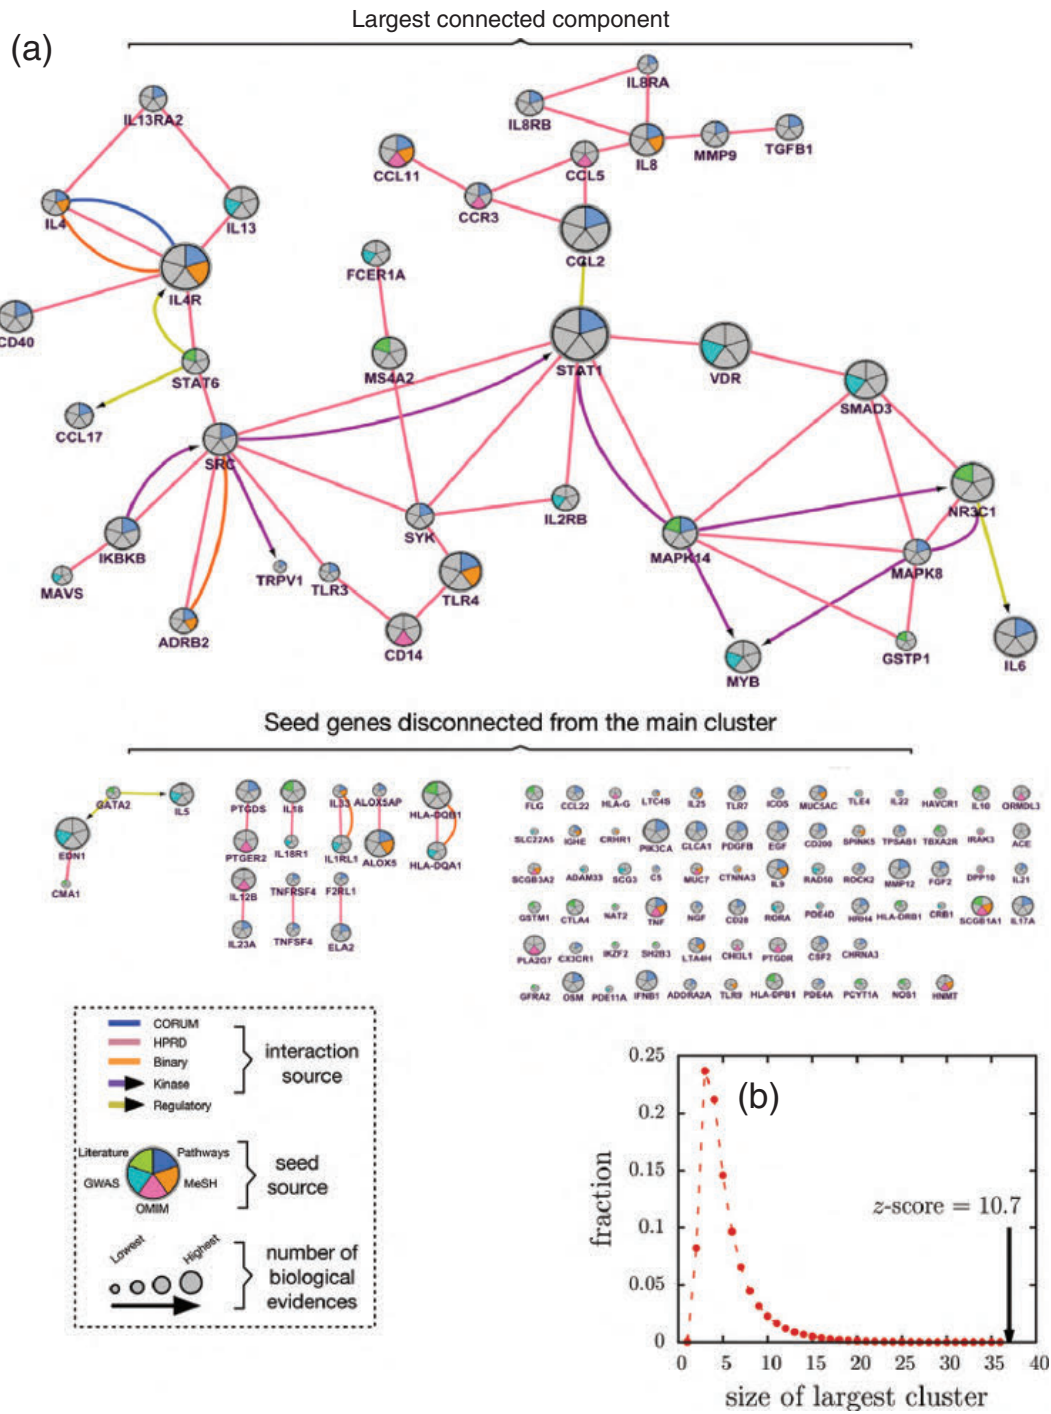 Largest connected component
(a)
IL8RA
IL13RA2
IL8RB
IL8
MMP9
TGFB1
CCL11
CCL5
CCR3
IL4
IL13
CCL2
FCER1A
IL4R
CD40
STAT6
MS4A2
STAT1
VDR
SMAD3
CCL17
SRC
NR3C1
IL2RB
SYK
IKBKB
MAPK14
MAPK8
MAVS
TRPV1
TLR3
TLR4
ADRB2
CD14
GSTP1
IL6
MYB
Seed genes disconnected from the main cluster
GATA2
IL5
EDN1
CMA1
PTGDS
IL18
IL33
ALOX5AP
HLA-DQB1
PTGER2
IL18R1
IL1RL1
ALOX5
HLA-DQA1
IL12B
TNFRSF4
F2RL1
IL23A
TNFSF4
ELA2
FLG CCL22 HLA-G LTC4S IL25 TLR7 ICOS MUC5AC TLE4 IL22 HAVCR1 IL10 ORMDL3
SLC22A5 IGHE CRHR1 PIK3CA CLCA1 PDGFB EGF CD200 SPINK5 TPSAB1 TBXA2R IRAK3 ACE
SCGB3A2 ADAM33 SCG3 C5 MUC7 CTNNA3 IL9 RAD50 ROCK2 MMP12 FGF2 DPP10 IL21
GSTM1 CTLA4 NAT2 TNF NGF CD28 RORA PDE4D HRH4 HLA-DRB1 CRB1 SCGB1A1 IL17A
PLA2G7 CX3CR1 IKZF2 SH2B3 LTA4H CHI3L1 PTGDR CSF2 CHRNA3
GFRA2 OSM PDE11A IFNB1 ADORA2A TLR9 HLA-DPB1 PDE4A PCYT1A NOS1 HNMT
CORUM
HPRD
Binary
Kinase
Regulatory
interaction
source
Literature
Pathways
GWAS
MeSH
OMIM
seed
source
Lowest
Highest
number of
biological
evidences
(b)
0.25
0.2
0.15
0.1
0.05
0
fraction
z-score = 10.7
0 5 10 15 20 25 30 35 40
size of largest cluster